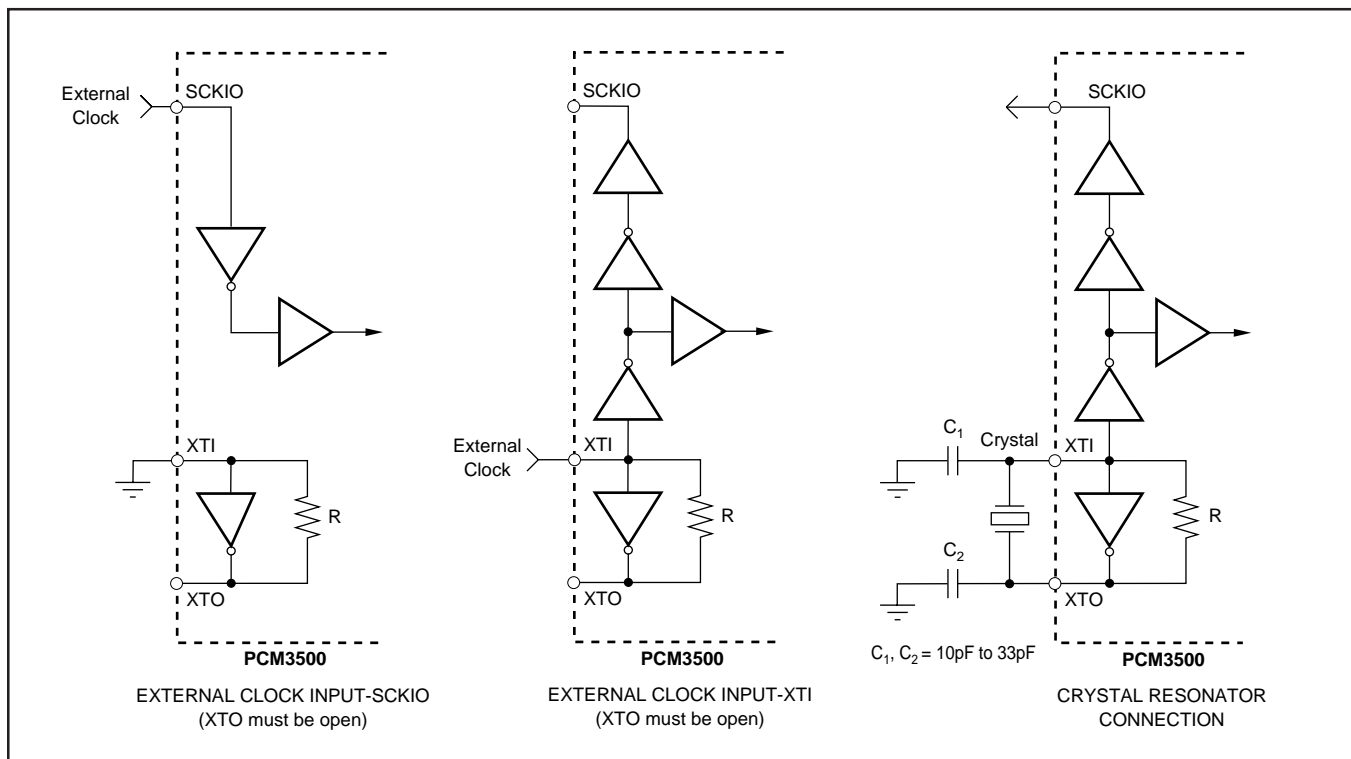 External
Clock
SCKIO
XTI
R
XTO
PCM3500
EXTERNAL CLOCK INPUT-SCKIO
(XTO must be open)
SCKIO
External
Clock
XTI
R
XTO
PCM3500
EXTERNAL CLOCK INPUT-XTI
(XTO must be open)
SCKIO
C1
Crystal
XTI
R
C2
XTO
C1, C2 = 10pF to 33pF
PCM3500
CRYSTAL RESONATOR
CONNECTION